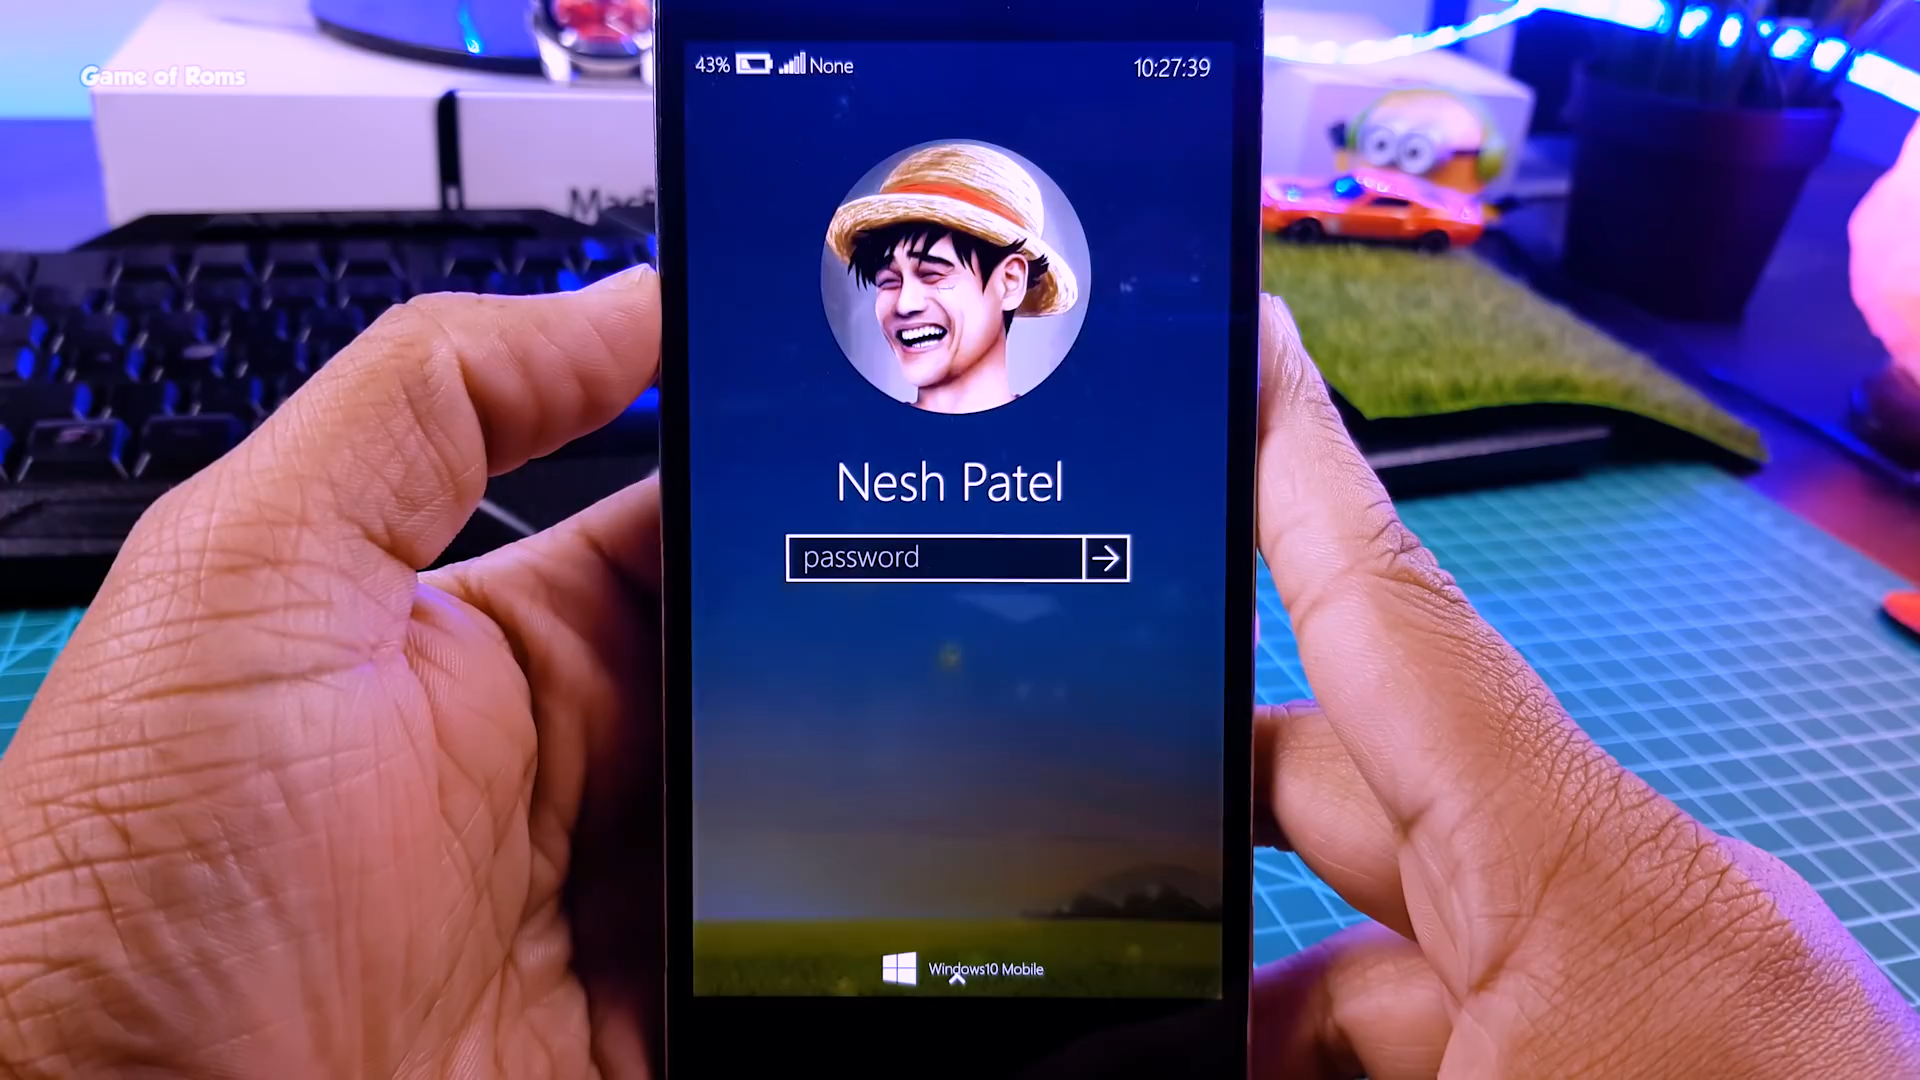 Game of Roms
43% None 10:27:39
Nesh Patel
password
Windows10 Mobile